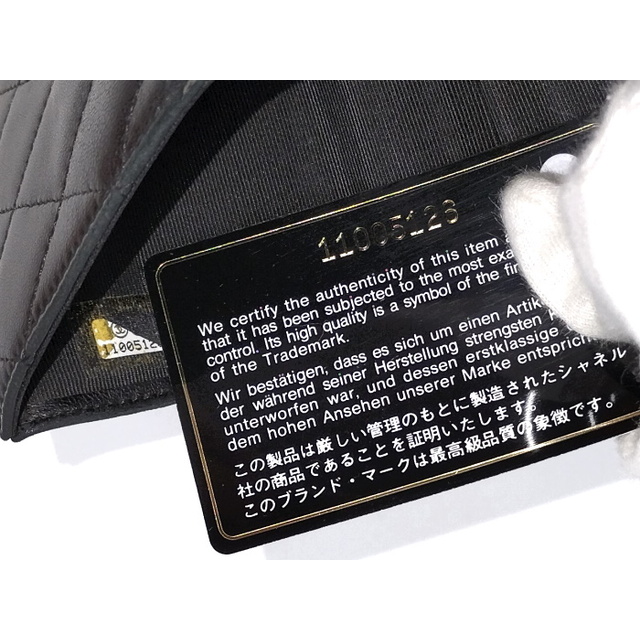 11005126
We certify the authenticity of this item
that it has been subjected to the most
control. Its high quality is a symbol of the
of the Trademark.
Wir bestätigen, dass es sich um einen
der während seiner Herstellung strengsten
unterworfen war, und dessen erstklassige
dem hohen Ansehen unserer Marke
この製品は厳しい管理のもとに製造されたシャネル
社の商品であることを証明いたします。
このブランド・マークは最高級品質の象徴です。